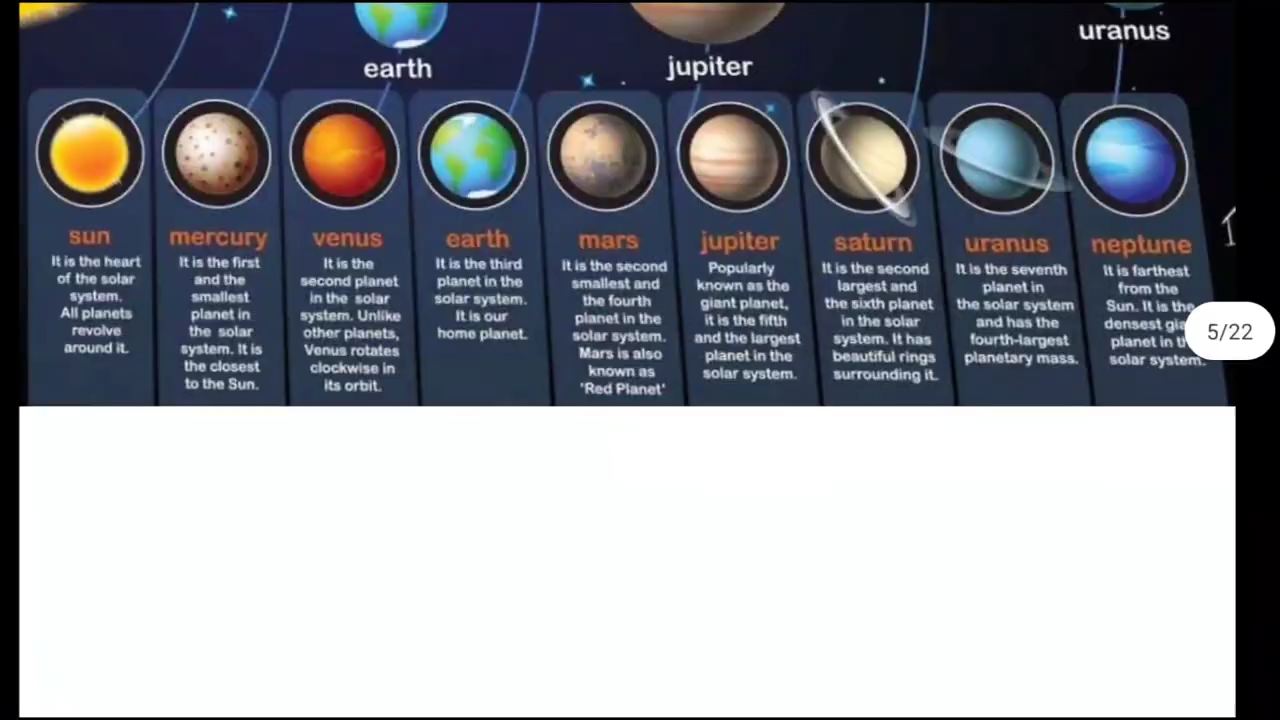 earth
jupiter
uranus
sun
It is the heart
of the solar
system.
All planets
revolve
around it.
mercury
It is the first
and the
smallest
planet in
the solar
system. It is
the closest
to the Sun.
venus
It is the
second planet
in the solar
system. Unlike
other planets,
Venus rotates
clockwise in
its orbit.
earth
It is the third
planet in the
solar system.
It is our
home planet.
mars
It is the second
smallest and
the fourth
planet in the
solar system.
Mars is also
known as
'Red Planet'
jupiter
Popularly
known as the
giant planet,
it is the fifth
and the largest
planet in the
solar system.
saturn
It is the second
largest and
the sixth planet
in the solar
system. It has
beautiful rings
surrounding it.
uranus
It is the seventh
planet in
the solar system
and has the
fourth-largest
planetary mass.
neptune
It is farthest
from the
Sun. It is the
densest
planet in
solar system.
5/22